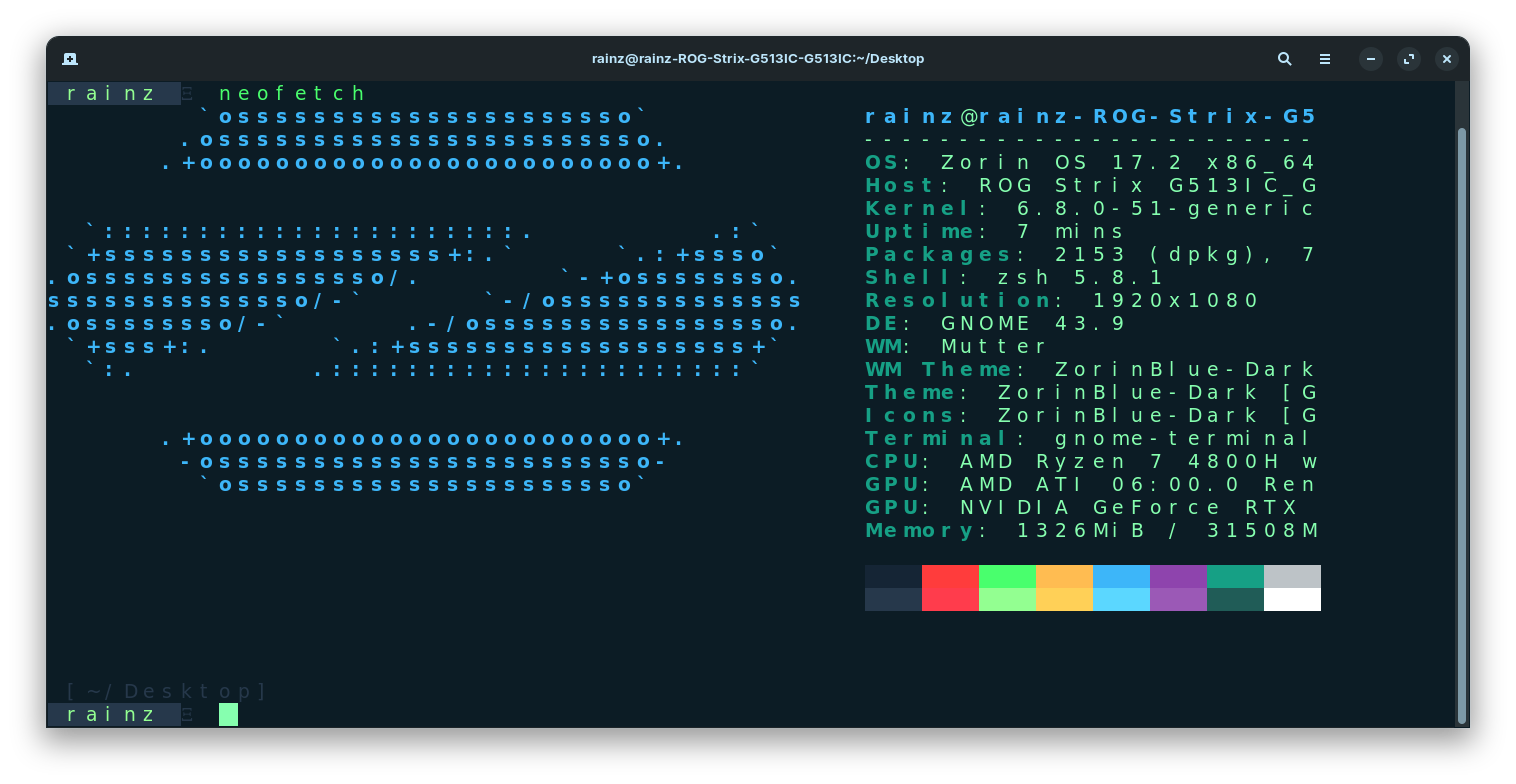 rainz@rainz-ROG-Strix-G513IC-G513IC:~/Desktop
rainz Ξ neofetch
`osssssssssssssssssssssso` rainz@rainz-ROG-Strix-G5
.osssssssssssssssssssssso. ------------------------
.+oooooooooooooooooooooooo+. OS: Zorin OS 17.2 x86_64
Host: ROG Strix G513IC_G
Kernel: 6.8.0-51-generic
`::::::::::::::::::::::. .:` Uptime: 7 mins
`+ssssssssssssssssss+:.` `.:+ssso` Packages: 2153 (dpkg), 7
.ossssssssssssssso/. `-+ossssssso. Shell: zsh 5.8.1
ssssssssssssso/-` `-/osssssssssssss Resolution: 1920x1080
.osssssssso/-` .-/ossssssssssssssso. DE: GNOME 43.9
`+sss+:. `.:+ssssssssssssssssss+` WM: Mutter
`:. .::::::::::::::::::::::` WM Theme: ZorinBlue-Dark
Theme: ZorinBlue-Dark [G
Icons: ZorinBlue-Dark [G
.+oooooooooooooooooooooooo+. Terminal: gnome-terminal
-osssssssssssssssssssssso- CPU: AMD Ryzen 7 4800H w
`osssssssssssssssssssssso` GPU: AMD ATI 06:00.0 Ren
GPU: NVIDIA GeForce RTX
Memory: 1326MiB / 31508M
[~/Desktop]
rainz Ξ